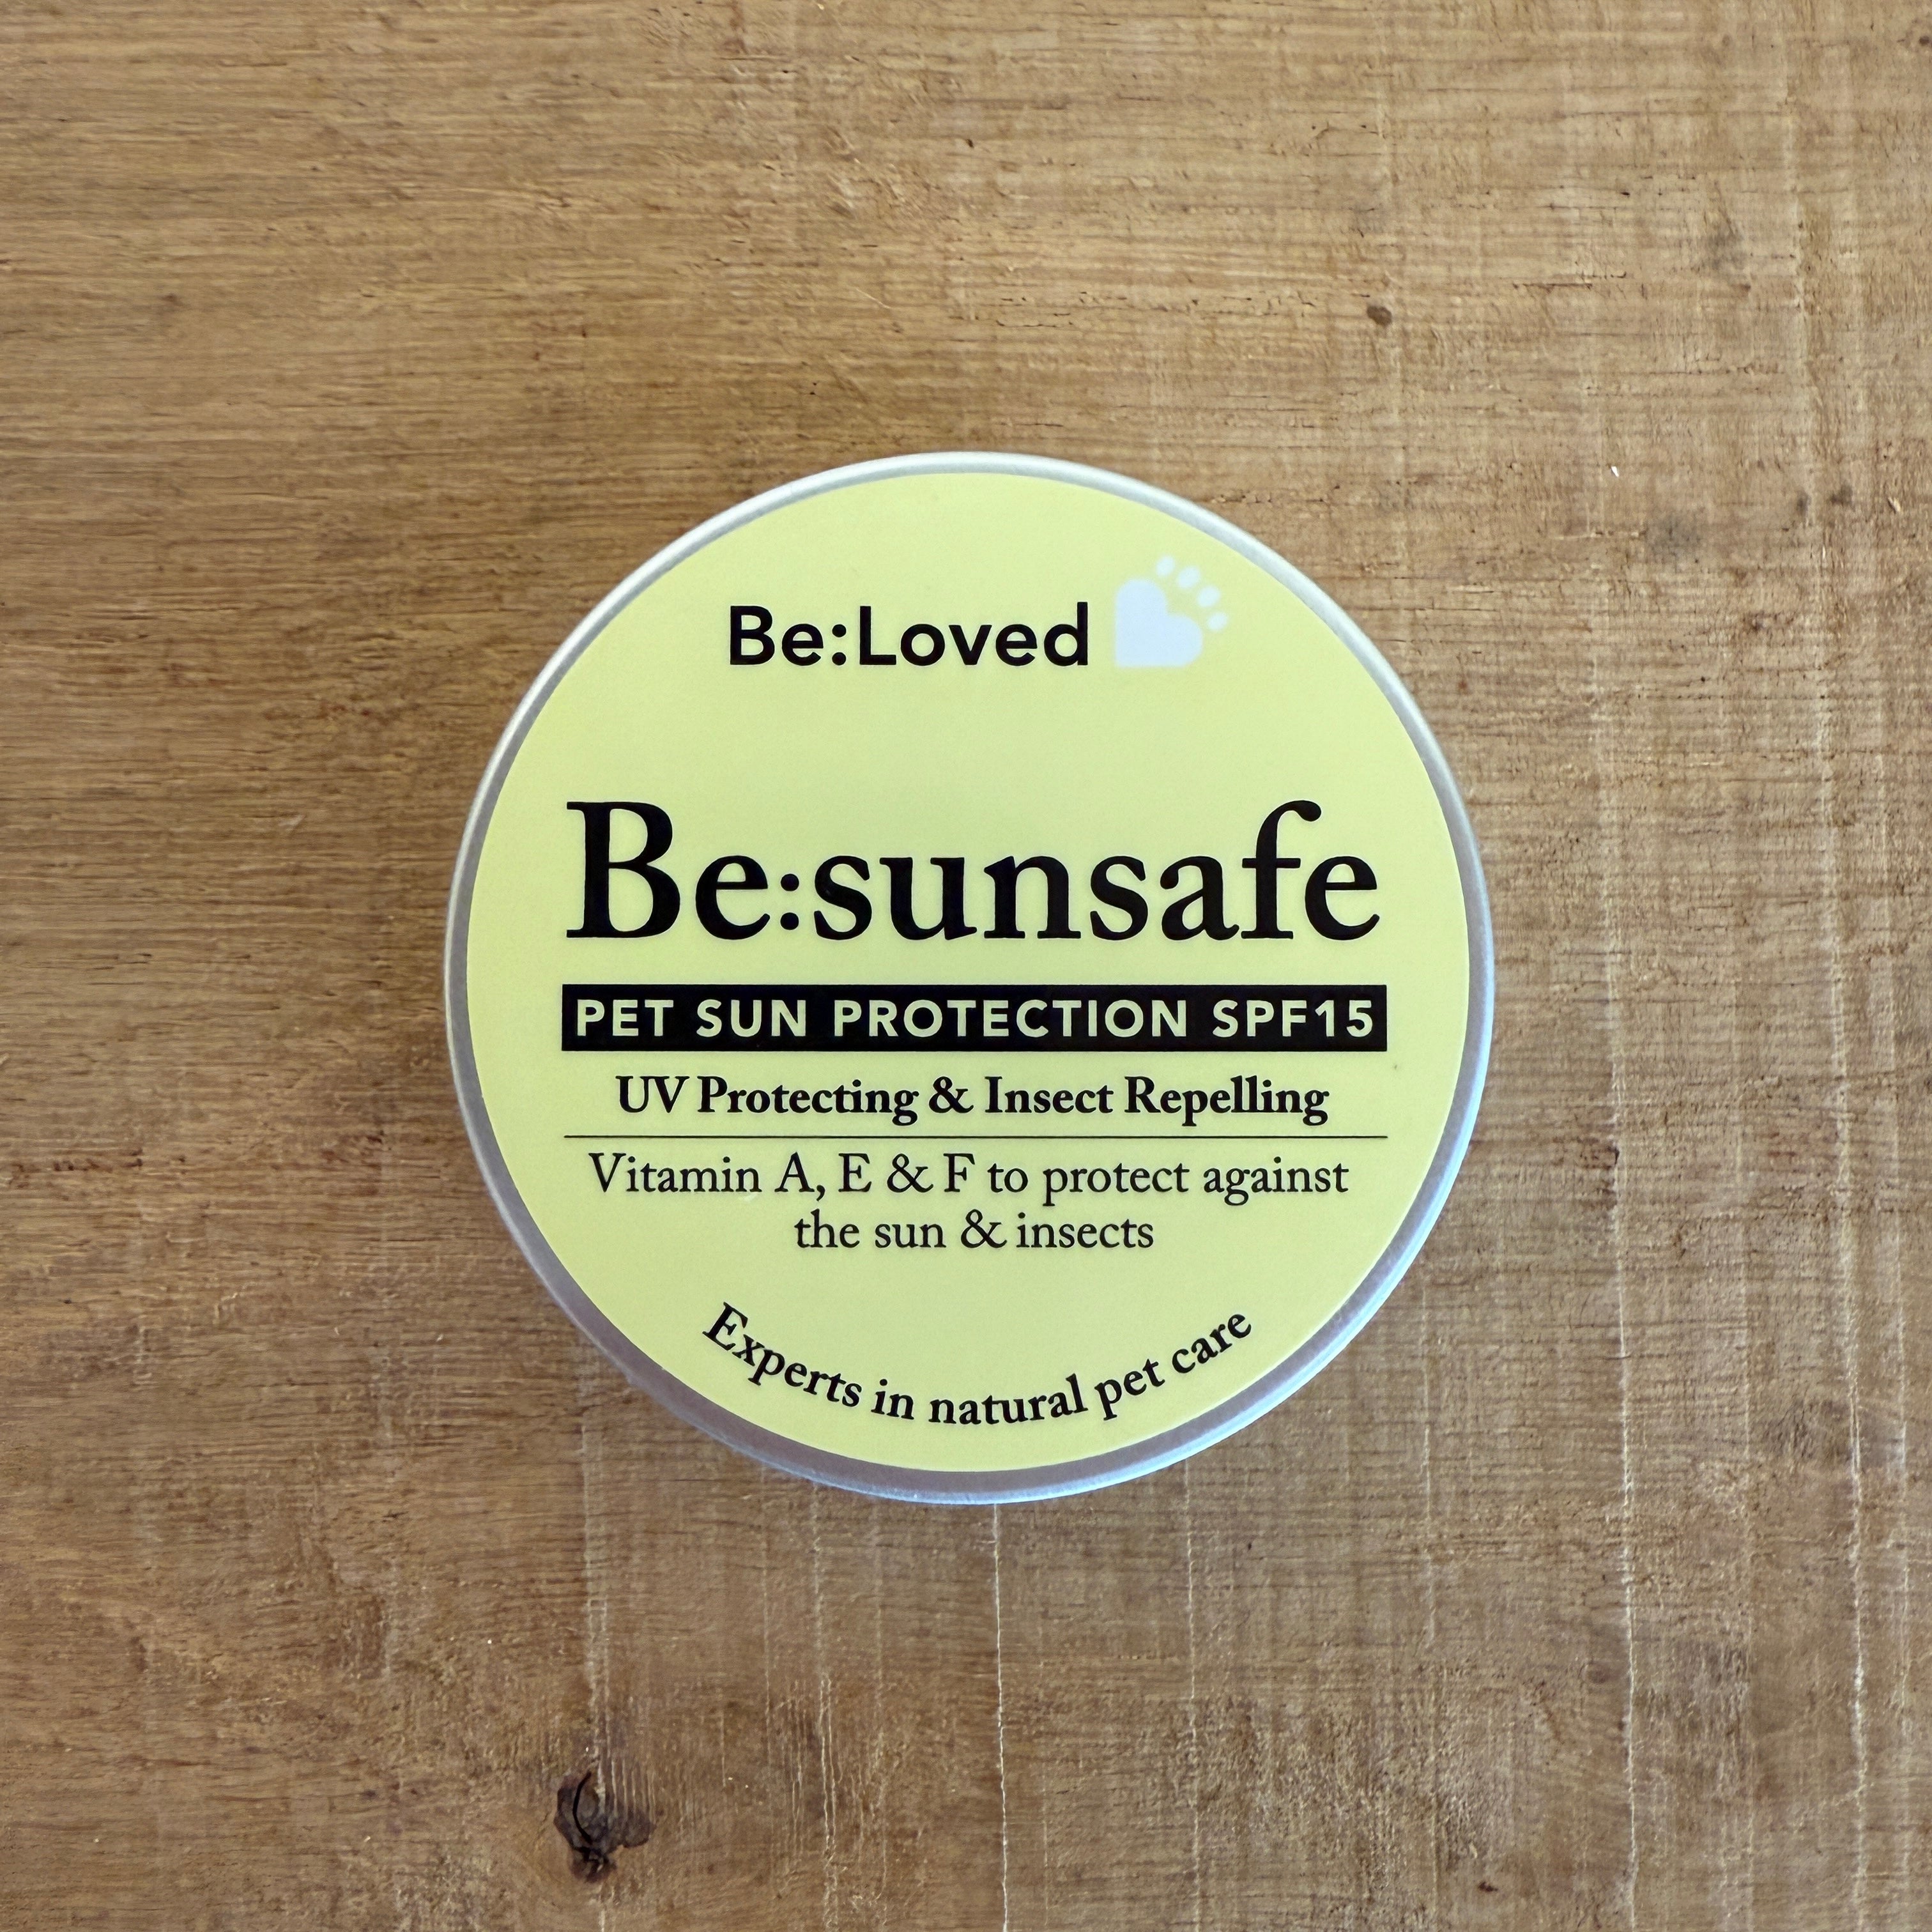 Be:Loved
Be:sunsafe
PET SUN PROTECTION SPF15
UV Protecting & Insect Repelling
Vitamin A, E & F to protect against
the sun & insects
Experts in natural pet care